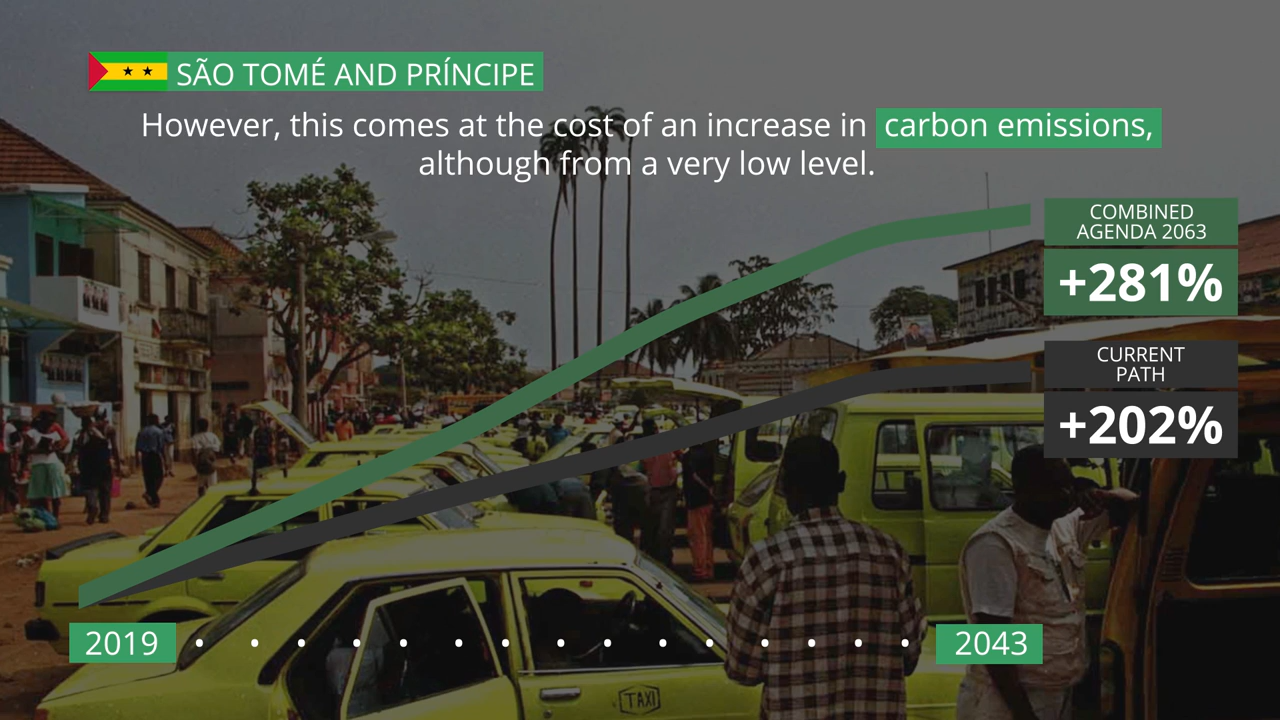 SÃO TOMÉ AND PRÍNCIPE
However, this comes at the cost of an increase in carbon emissions,
although from a very low level.
COMBINED
AGENDA 2063
+281%
CURRENT
PATH
+202%
2019
2043
TAXI